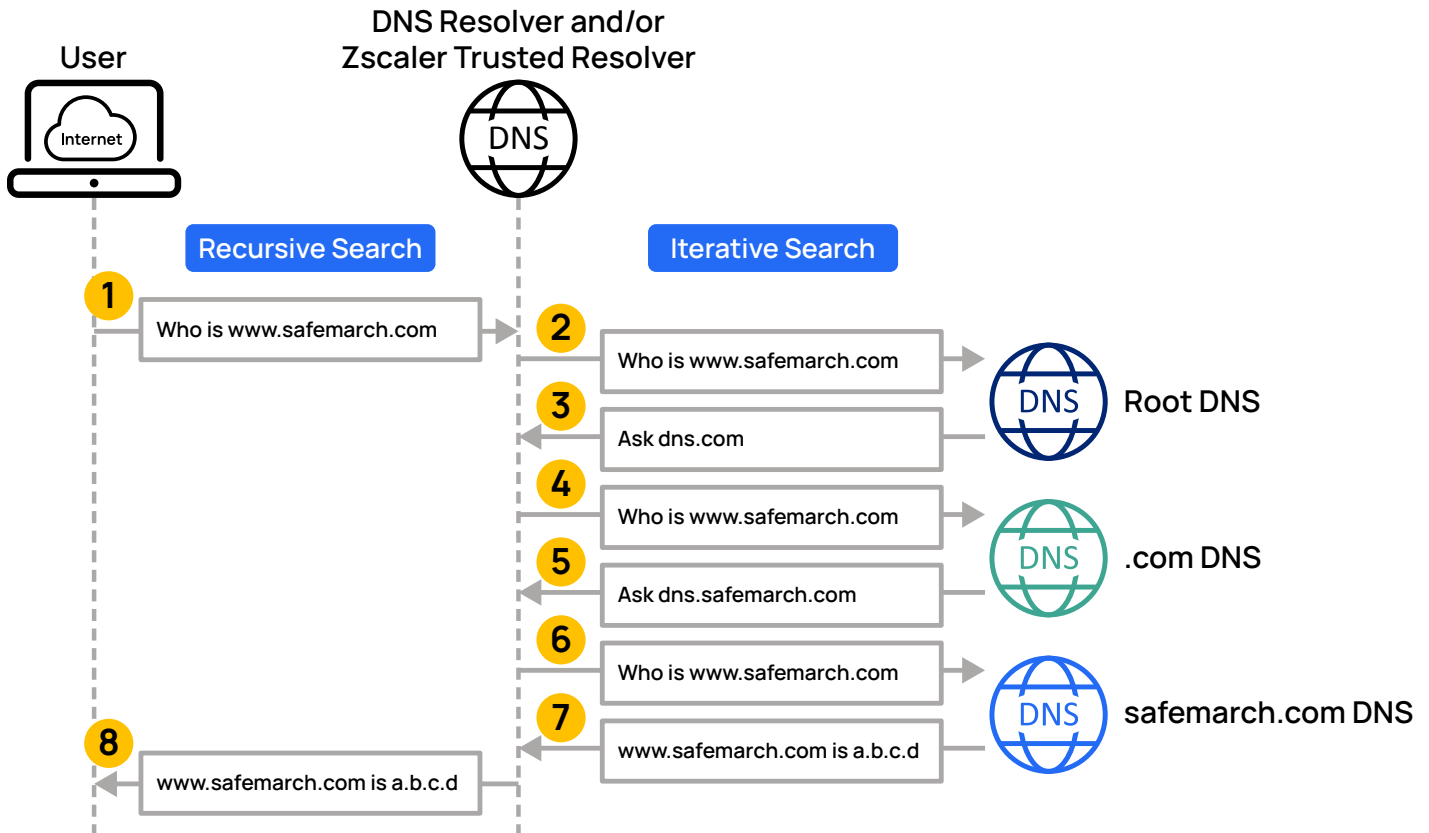 User
DNS Resolver and/or
Zscaler Trusted Resolver
Internet
DNS
Recursive Search
Iterative Search
1
Who is www.safemarch.com
2
Who is www.safemarch.com
DNS
Root DNS
3
Ask dns.com
4
Who is www.safemarch.com
DNS
.com DNS
5
Ask dns.safemarch.com
6
Who is www.safemarch.com
DNS
safemarch.com DNS
7
www.safemarch.com is a.b.c.d
8
www.safemarch.com is a.b.c.d